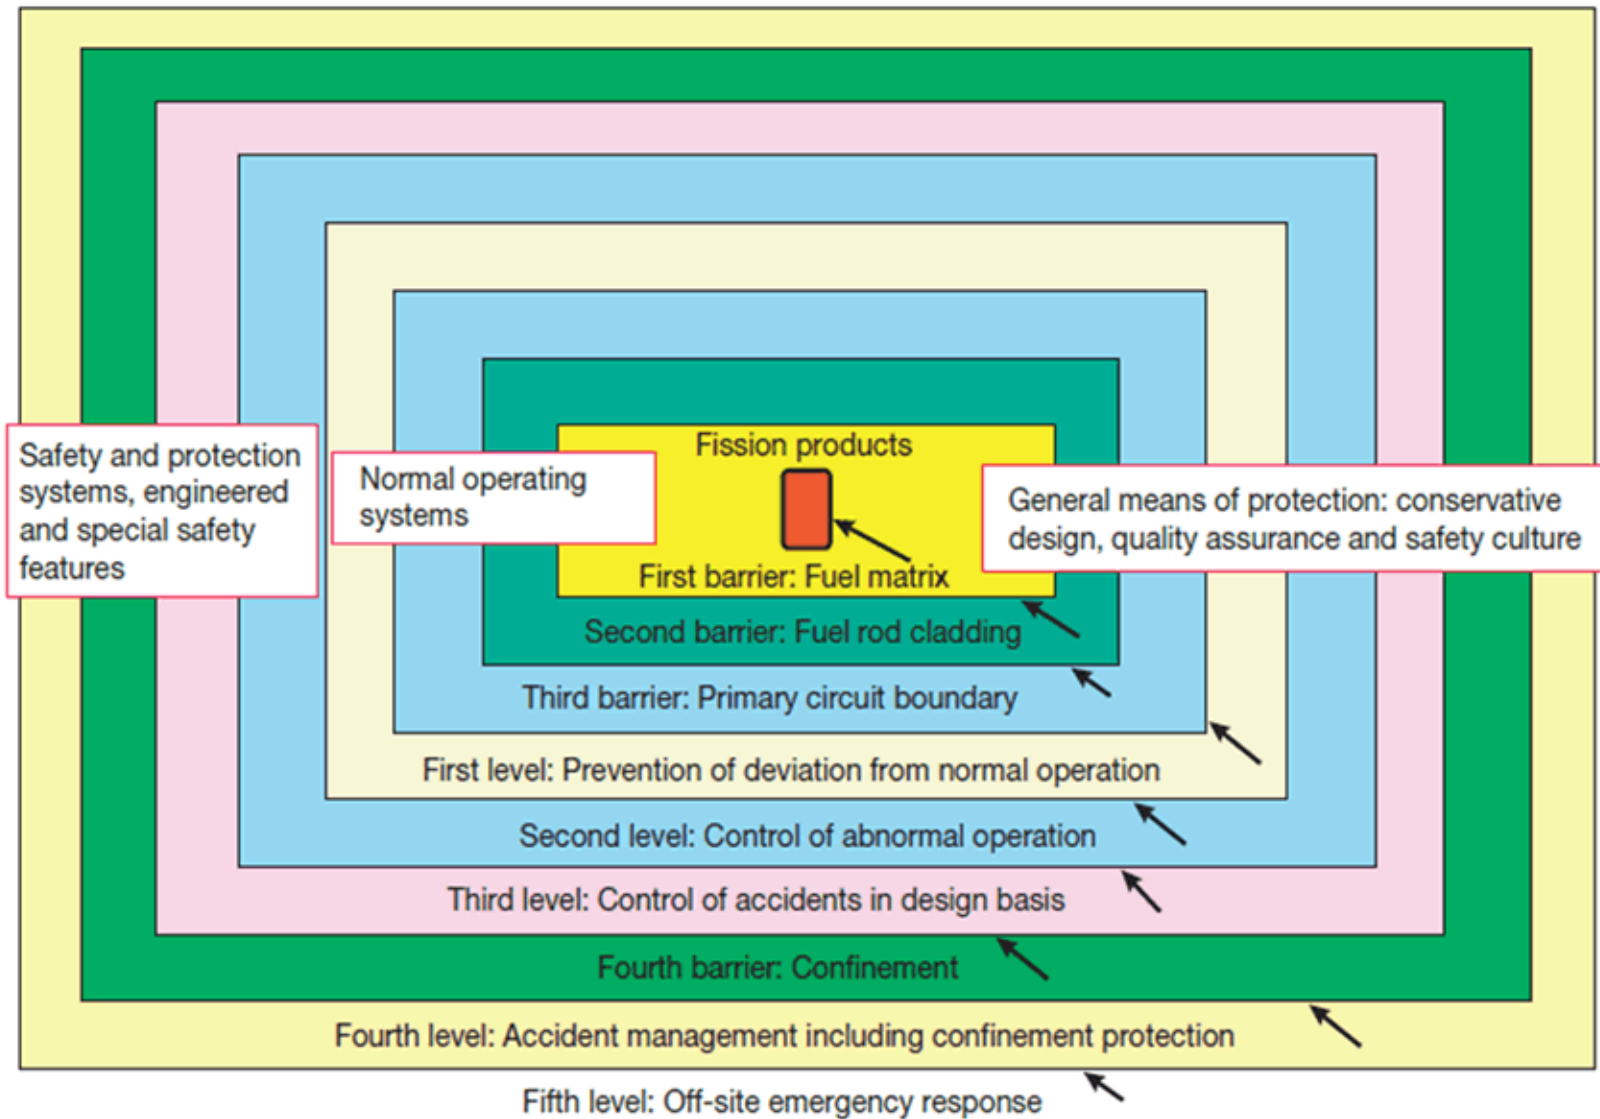 Fission products
Safety and protection
systems, engineered
and special safety
features
Normal operating
systems
General means of protection: conservative
design, quality assurance and safety culture
First barrier: Fuel matrix
Second barrier: Fuel rod cladding
Third barrier: Primary circuit boundary
First level: Prevention of deviation from normal operation
Second level: Control of abnormal operation
Third level: Control of accidents in design basis
Fourth barrier: Confinement
Fourth level: Accident management including confinement protection
Fifth level: Off-site emergency response